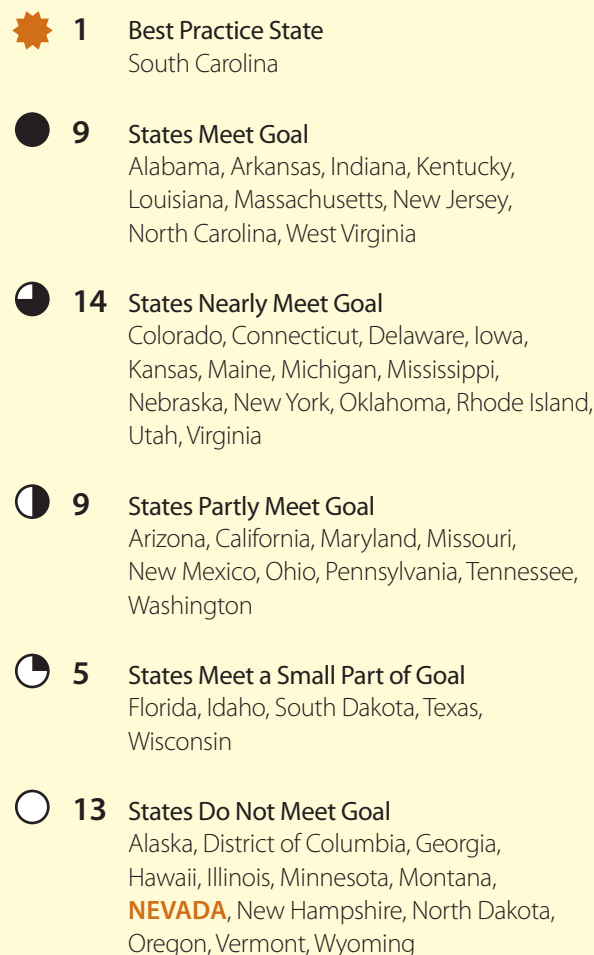 1 Best Practice State
South Carolina
9 States Meet Goal
Alabama, Arkansas, Indiana, Kentucky,
Louisiana, Massachusetts, New Jersey,
North Carolina, West Virginia
14 States Nearly Meet Goal
Colorado, Connecticut, Delaware, Iowa,
Kansas, Maine, Michigan, Mississippi,
Nebraska, New York, Oklahoma, Rhode Island,
Utah, Virginia
9 States Partly Meet Goal
Arizona, California, Maryland, Missouri,
New Mexico, Ohio, Pennsylvania, Tennessee,
Washington
5 States Meet a Small Part of Goal
Florida, Idaho, South Dakota, Texas,
Wisconsin
13 States Do Not Meet Goal
Alaska, District of Columbia, Georgia,
Hawaii, Illinois, Minnesota, Montana,
NEVADA, New Hampshire, North Dakota,
Oregon, Vermont, Wyoming